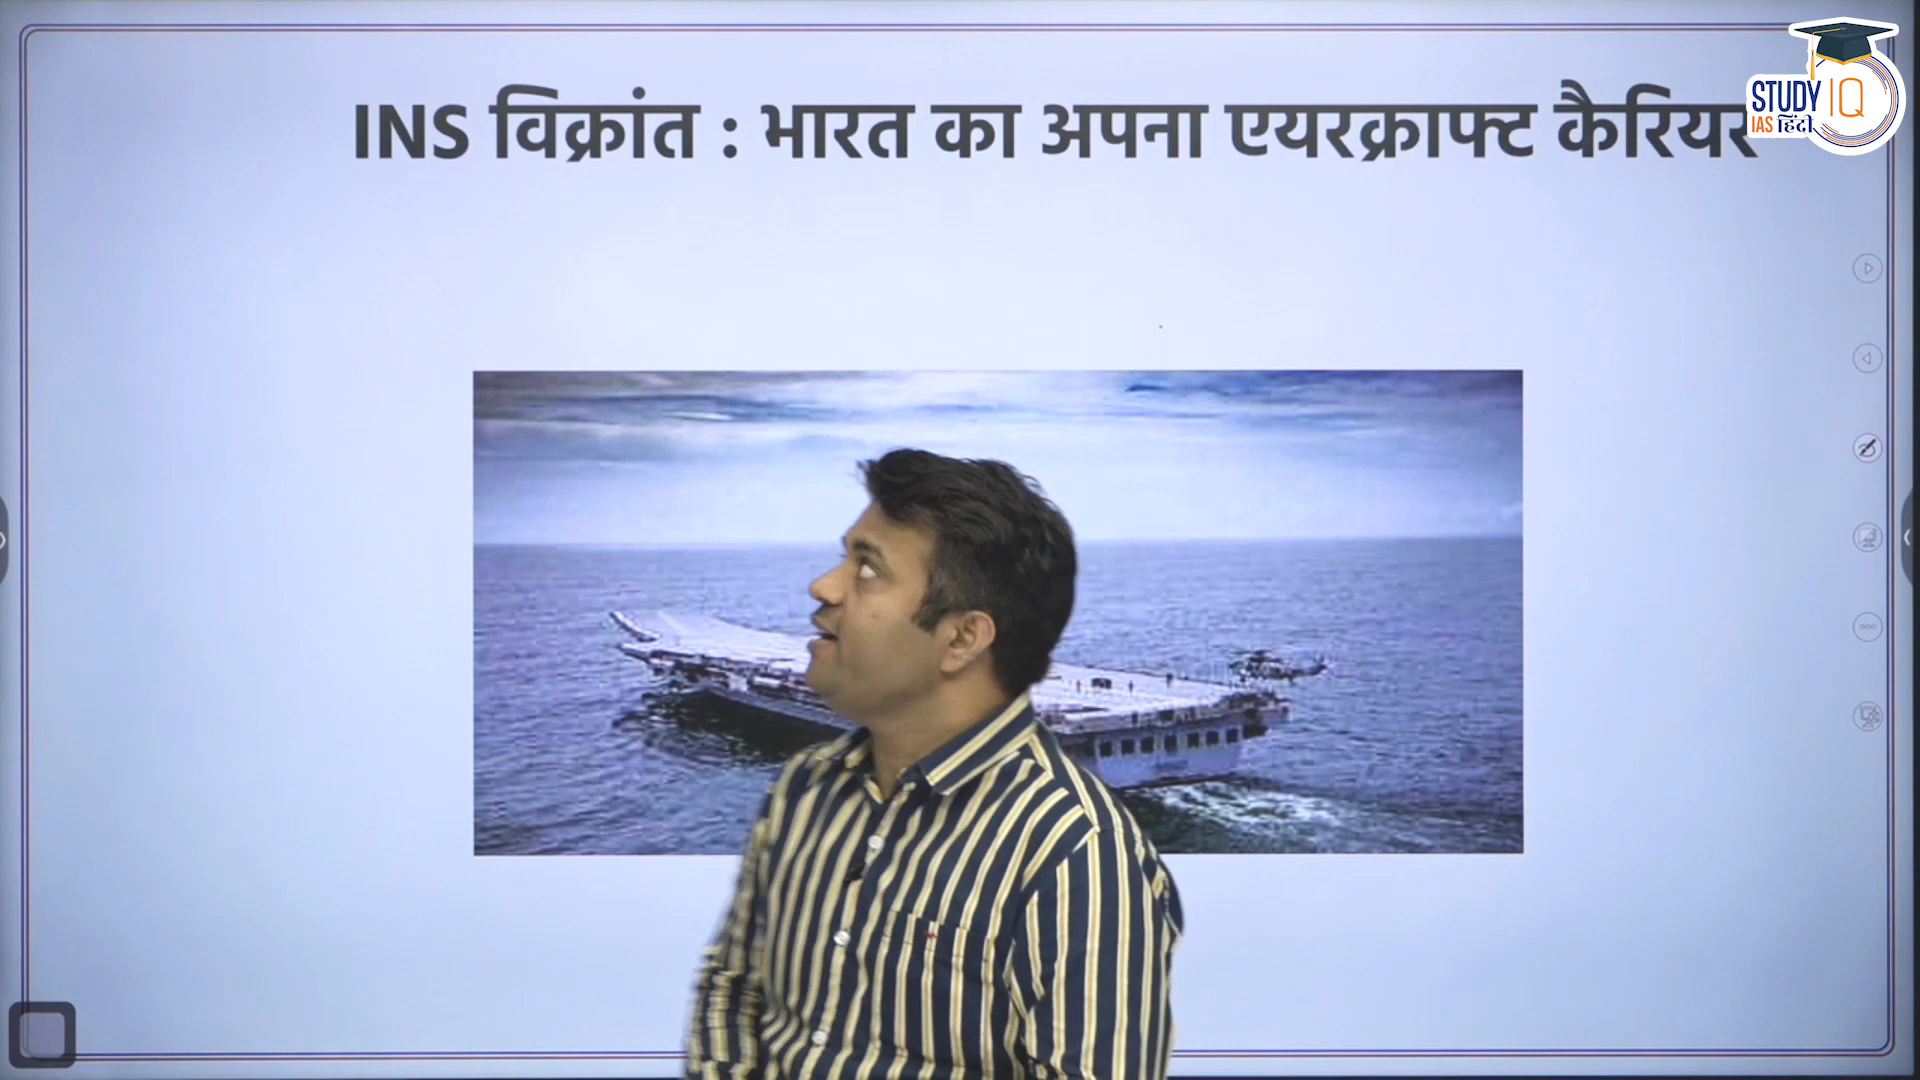 INS विक्रांत : भारत का अपना एयरक्राफ्ट कैरियर
STUDY IQ
IAS हिंदी